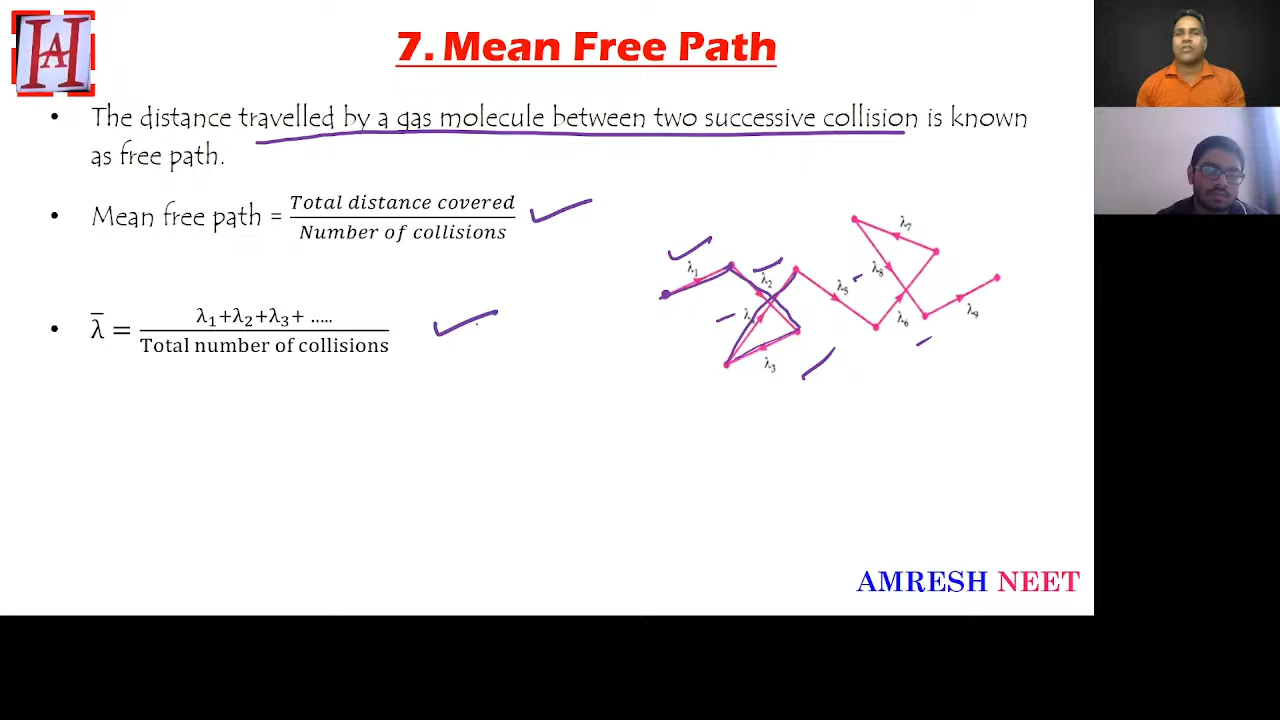 HA
7. Mean Free Path
• The distance travelled by a gas molecule between two successive collision is known
as free path.
• Mean free path = Total distance covered / Number of collisions
• λ̄ = λ₁+λ₂+λ₃+ ..... / Total number of collisions
λ1
λ2
λ3
λ
λ5
λ6
λ7
λ8
λ9
AMRESH NEET